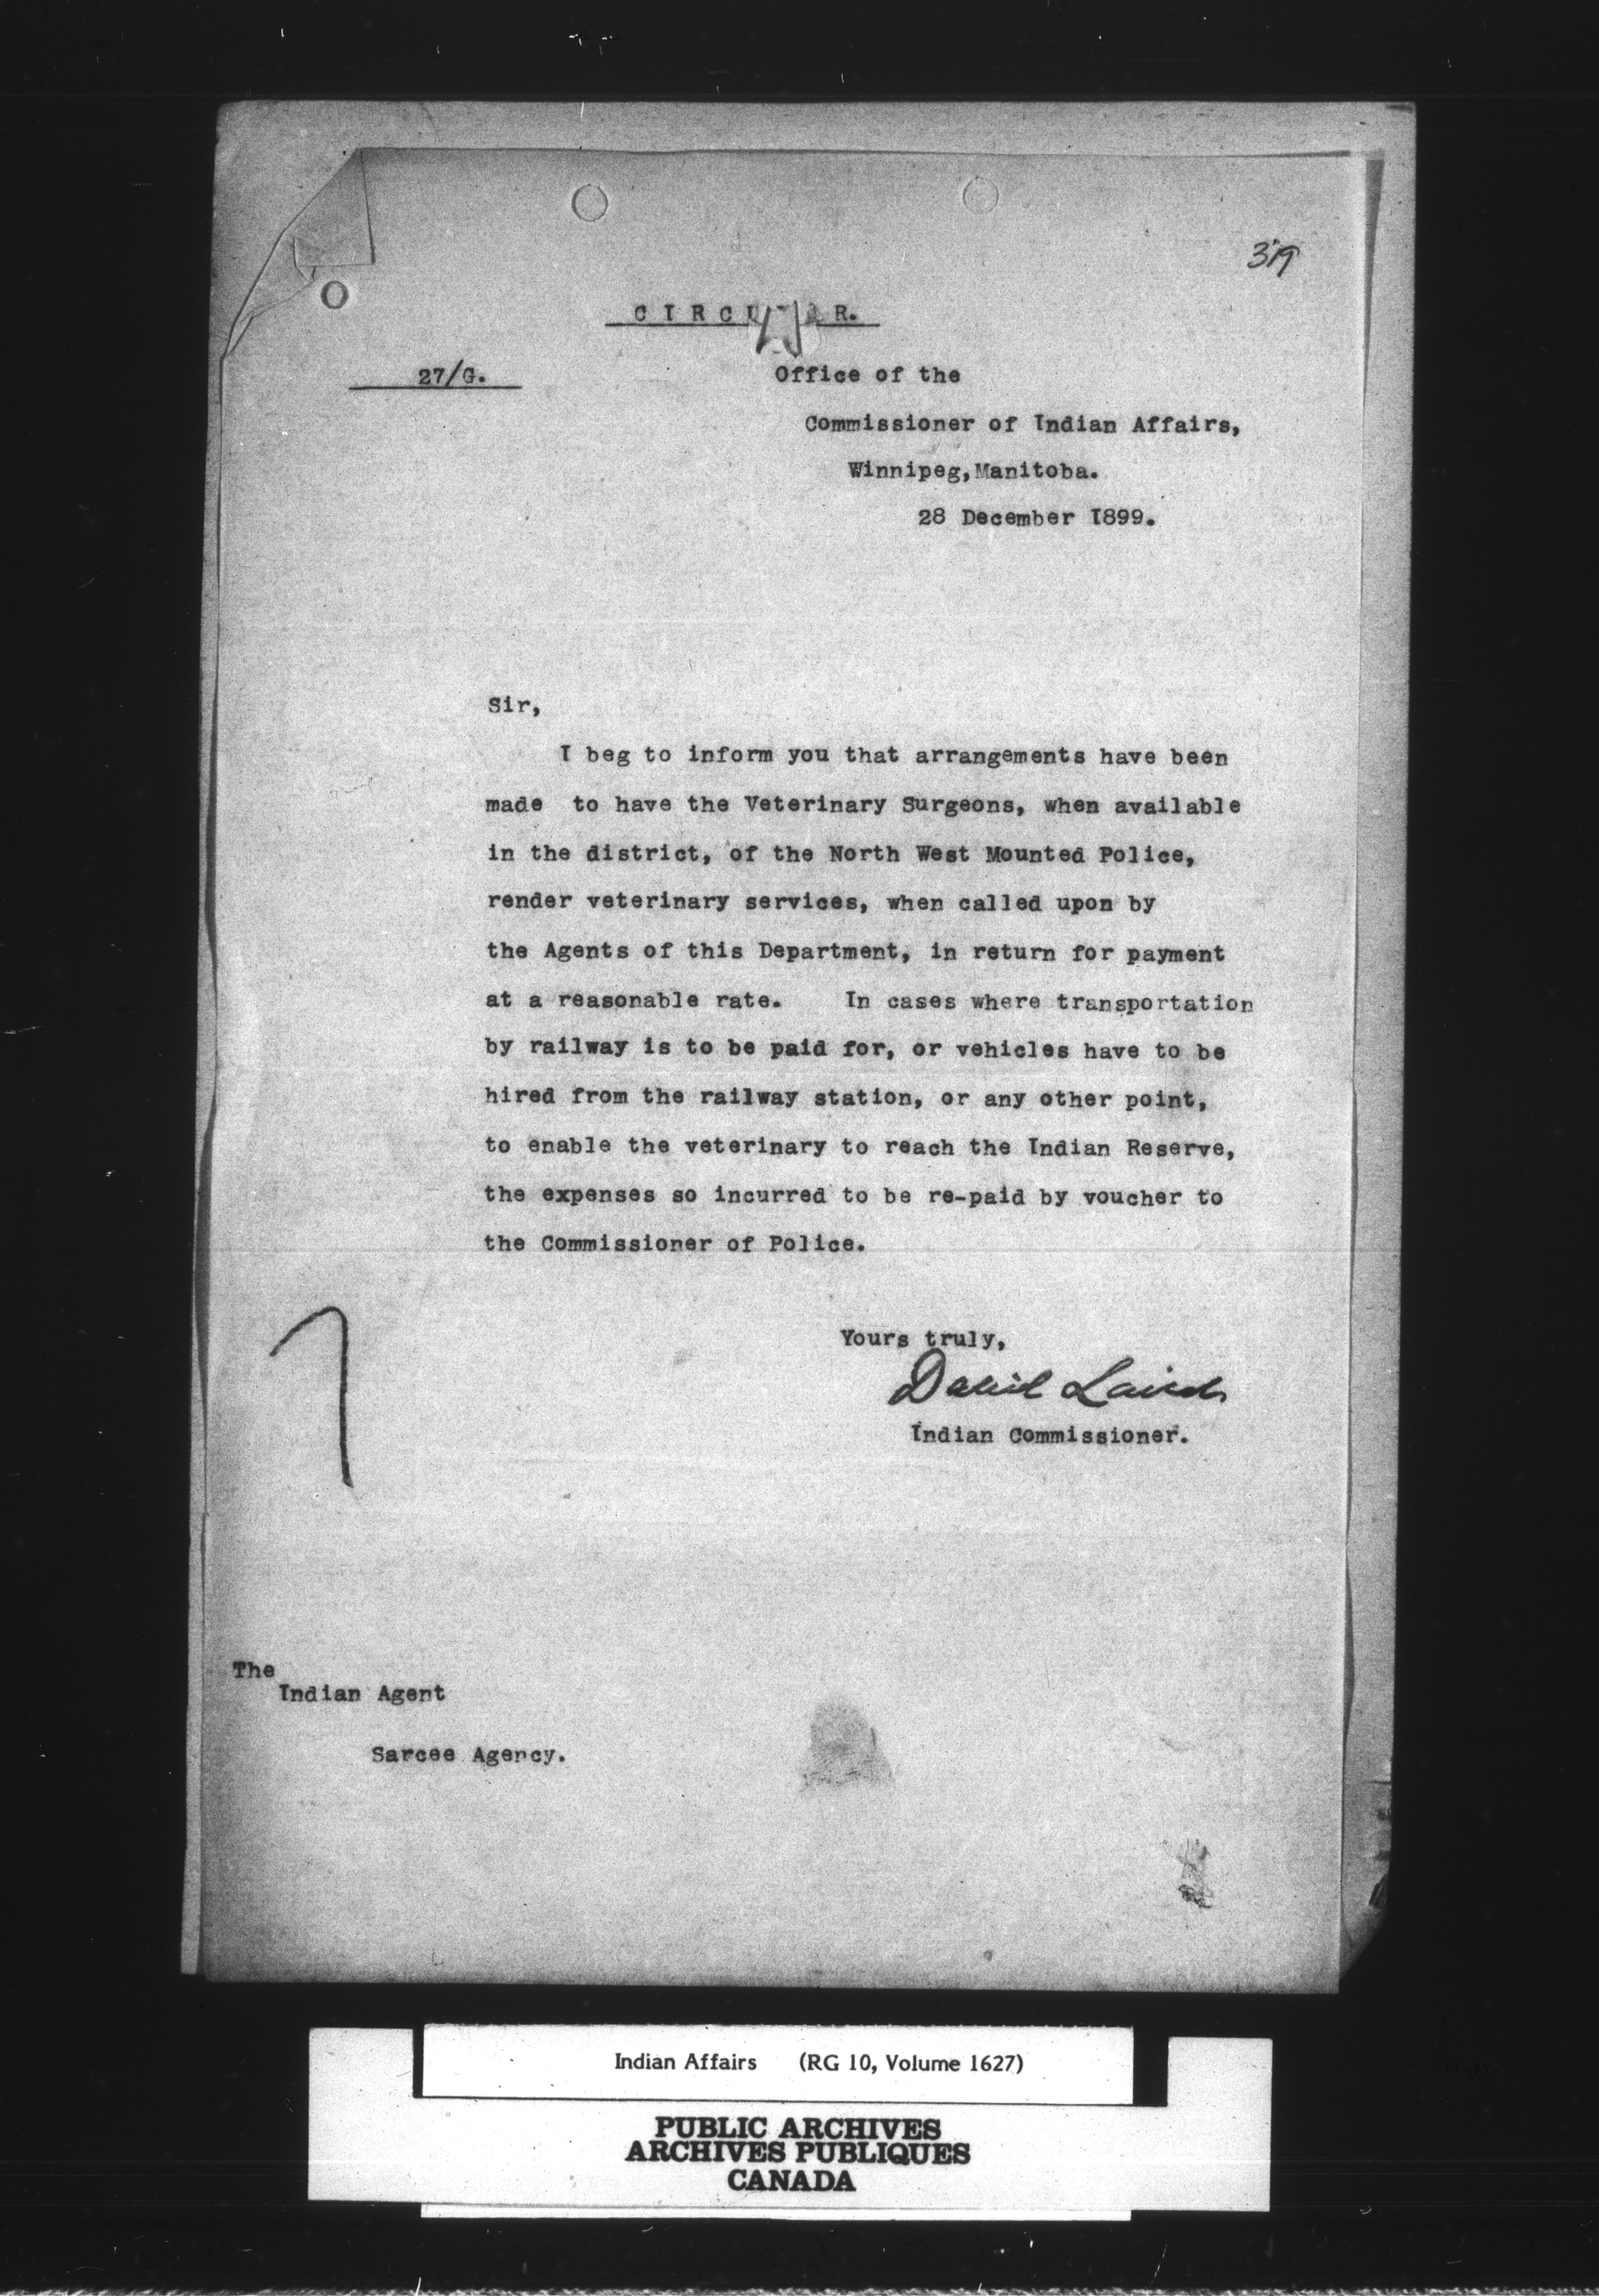 319
CIRCULAR.
27/G.
Office of the
Commissioner of Indian Affairs,
Winnipeg, Manitoba.
28 December 1899.
Sir,
I beg to inform you that arrangements have been
made to have the Veterinary Surgeons, when available
in the district, of the North West Mounted Police,
render veterinary services, when called upon by
the Agents of this Department, in return for payment
at a reasonable rate. In cases where transportation
by railway is to be paid for, or vehicles have to be
hired from the railway station, or any other point,
to enable the veterinary to reach the Indian Reserve,
the expenses so incurred to be re-paid by voucher to
the Commissioner of Police.
Yours truly,
David Laird
Indian Commissioner.
The
Indian Agent
Sarcee Agency.
Indian Affairs (RG 10, Volume 1627)
PUBLIC ARCHIVES
ARCHIVES PUBLIQUES
CANADA